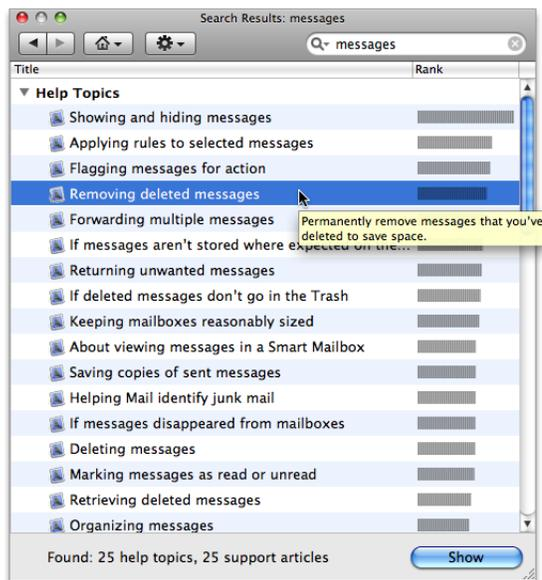 Search Results: messages
messages
Title Rank
Help Topics
Showing and hiding messages
Applying rules to selected messages
Flagging messages for action
Removing deleted messages
Forwarding multiple messages
Permanently remove messages that you've
deleted to save space.
If messages aren't stored where expected on the...
Returning unwanted messages
If deleted messages don't go in the Trash
Keeping mailboxes reasonably sized
About viewing messages in a Smart Mailbox
Saving copies of sent messages
Helping Mail identify junk mail
If messages disappeared from mailboxes
Deleting messages
Marking messages as read or unread
Retrieving deleted messages
Organizing messages
Found: 25 help topics, 25 support articles
Show